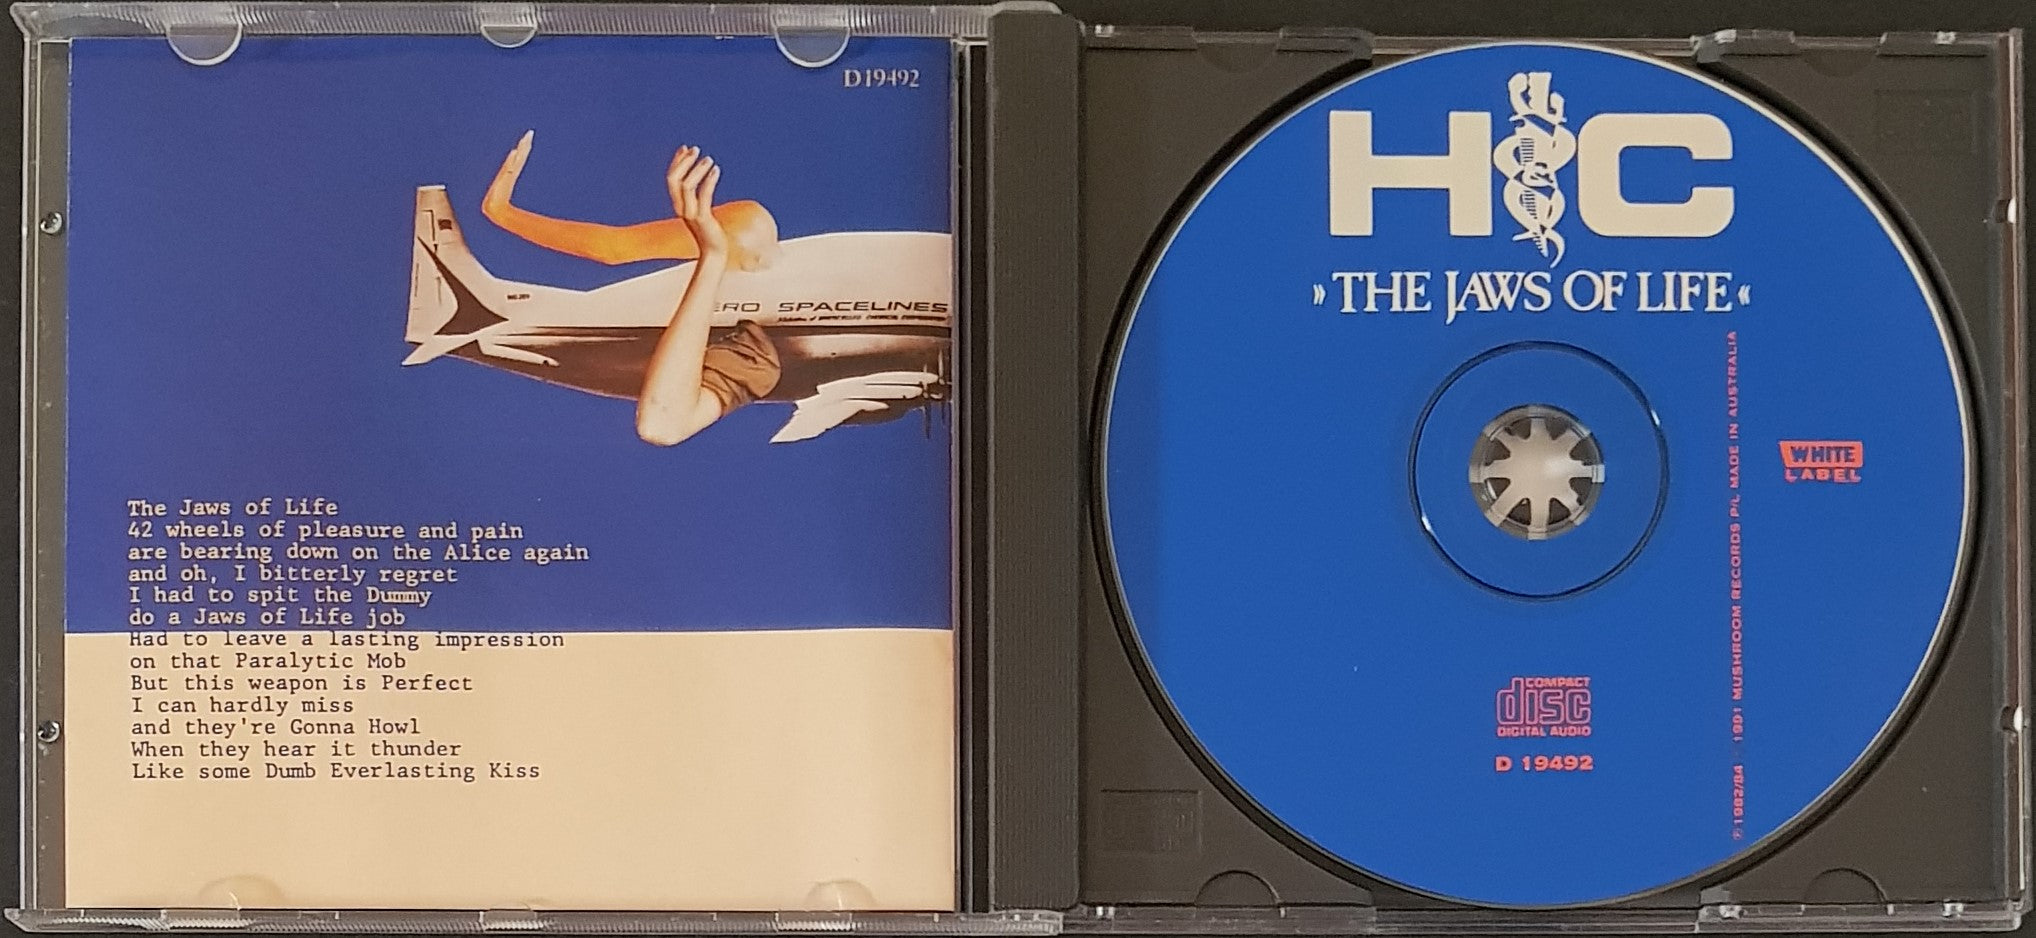 D19492
NO.289
ERO SPACELINES
The Jaws of Life
42 wheels of pleasure and pain
are bearing down on the Alice again
and oh, I bitterly regret
I had to spit the Dummy
do a Jaws of Life job
Had to leave a lasting impression
on that Paralytic Mob
But this weapon is Perfect
I can hardly miss
and they're Gonna Howl
When they hear it thunder
Like some Dumb Everlasting Kiss
H&C
»THE JAWS OF LIFE«
WHITE
LABEL
℗1982/84 1991 MUSHROOM RECORDS P/L MADE IN AUSTRALIA
COMPACT
disc
DIGITAL AUDIO
D 19492